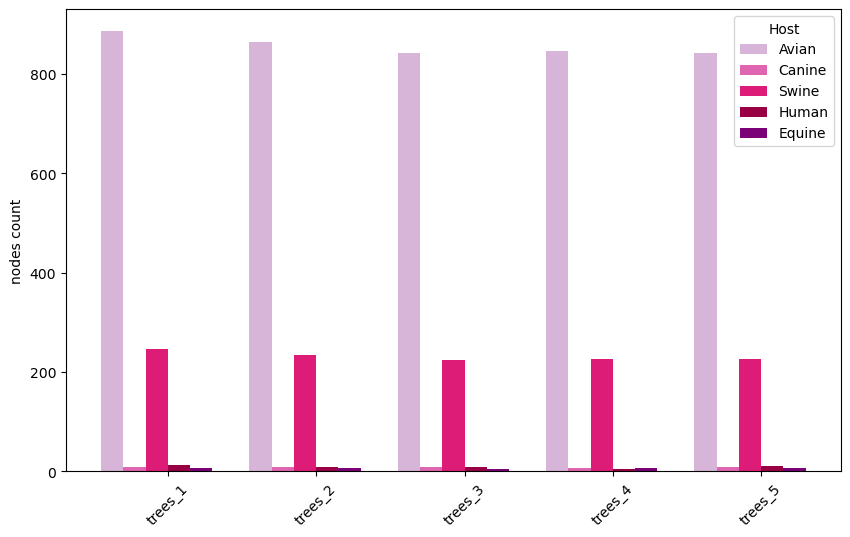 Host
Avian
Canine
Swine
Human
Equine
nodes count
800
600
400
200
0
trees_1
trees_2
trees_3
trees_4
trees_5